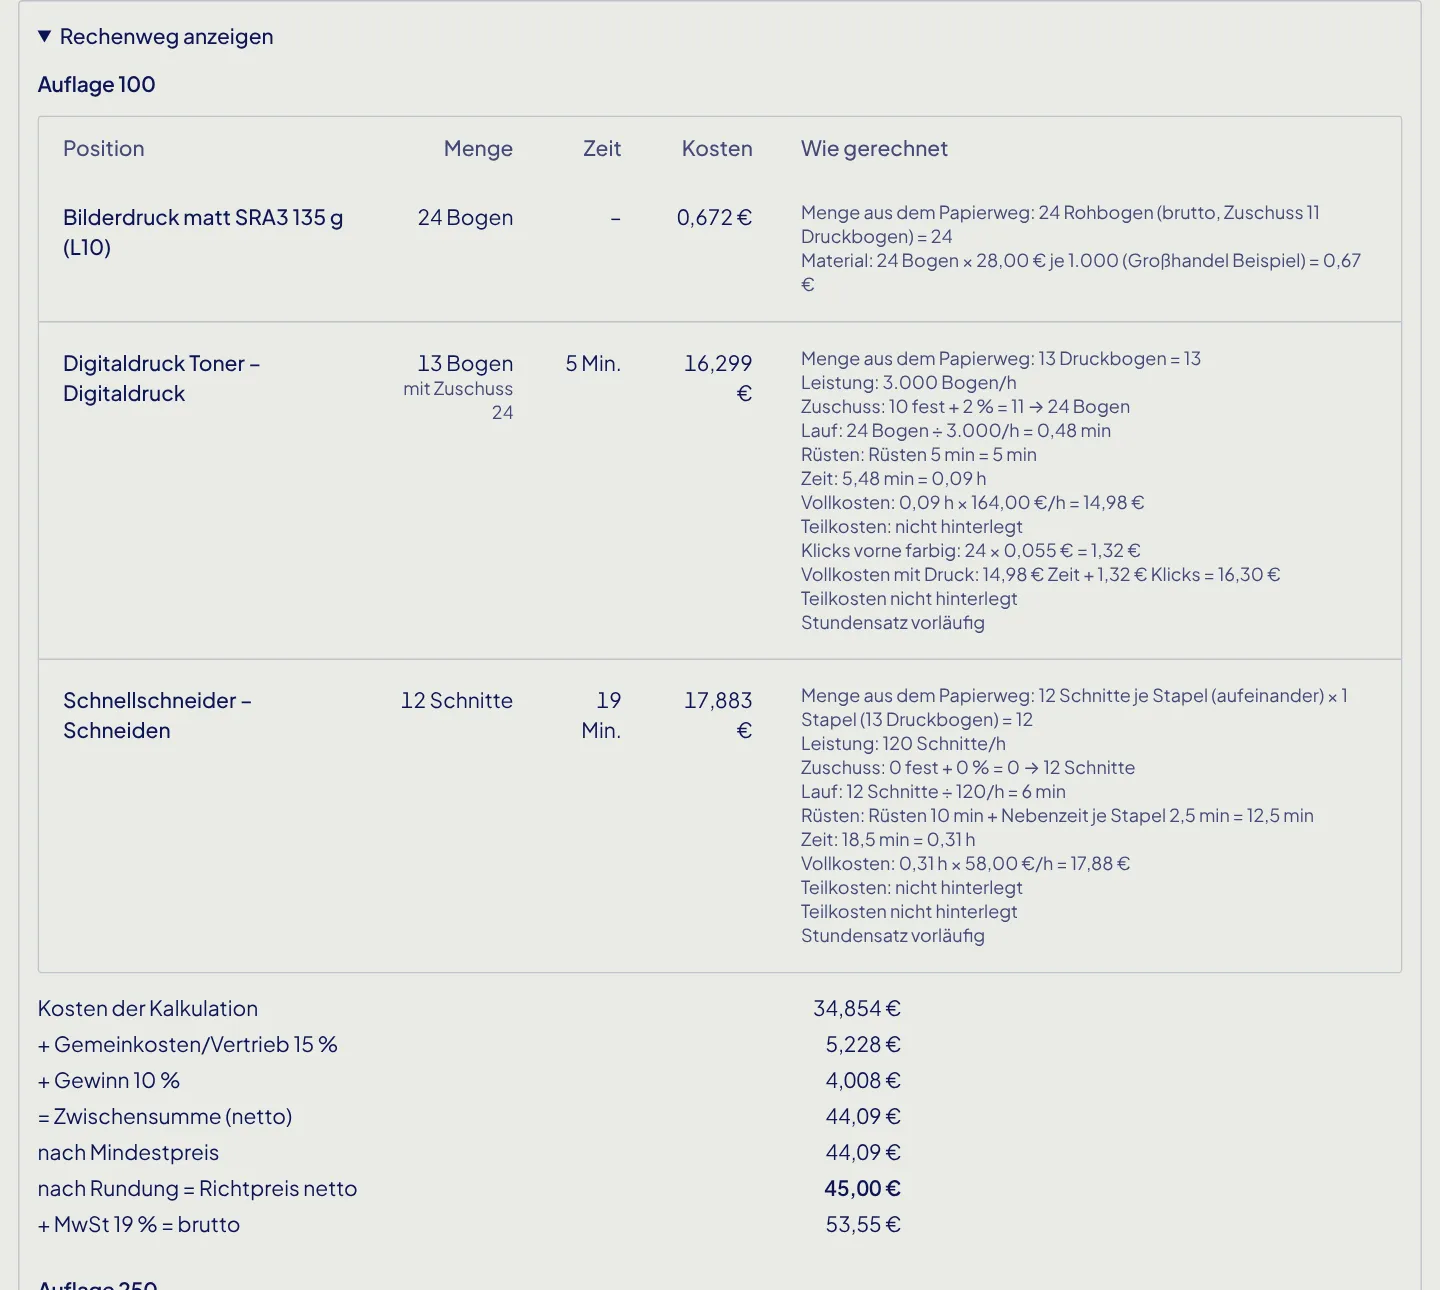 ▼ Rechenweg anzeigen
Auflage 100
Position Menge Zeit Kosten Wie gerechnet
Bilderdruck matt SRA3 135 g
(L10)
24 Bogen
–
0,672 €
Menge aus dem Papierweg: 24 Rohbogen (brutto, Zuschuss 11
Druckbogen) = 24
Material: 24 Bogen × 28,00 € je 1.000 (Großhandel Beispiel) = 0,67
€
Digitaldruck Toner –
Digitaldruck
13 Bogen
mit Zuschuss
24
5 Min.
16,299
€
Menge aus dem Papierweg: 13 Druckbogen = 13
Leistung: 3.000 Bogen/h
Zuschuss: 10 fest + 2 % = 11 → 24 Bogen
Lauf: 24 Bogen ÷ 3.000/h = 0,48 min
Rüsten: Rüsten 5 min = 5 min
Zeit: 5,48 min = 0,09 h
Vollkosten: 0,09 h × 164,00 €/h = 14,98 €
Teilkosten: nicht hinterlegt
Klicks vorne farbig: 24 × 0,055 € = 1,32 €
Vollkosten mit Druck: 14,98 € Zeit + 1,32 € Klicks = 16,30 €
Teilkosten nicht hinterlegt
Stundensatz vorläufig
Schnellschneider –
Schneiden
12 Schnitte
19
Min.
17,883
€
Menge aus dem Papierweg: 12 Schnitte je Stapel (aufeinander) × 1
Stapel (13 Druckbogen) = 12
Leistung: 120 Schnitte/h
Zuschuss: 0 fest + 0 % = 0 → 12 Schnitte
Lauf: 12 Schnitte ÷ 120/h = 6 min
Rüsten: Rüsten 10 min + Nebenzeit je Stapel 2,5 min = 12,5 min
Zeit: 18,5 min = 0,31 h
Vollkosten: 0,31 h × 58,00 €/h = 17,88 €
Teilkosten: nicht hinterlegt
Teilkosten nicht hinterlegt
Stundensatz vorläufig
Kosten der Kalkulation 34,854 €
+ Gemeinkosten/Vertrieb 15 % 5,228 €
+ Gewinn 10 % 4,008 €
= Zwischensumme (netto) 44,09 €
nach Mindestpreis 44,09 €
nach Rundung = Richtpreis netto 45,00 €
+ MwSt 19 % = brutto 53,55 €
Auflage 250